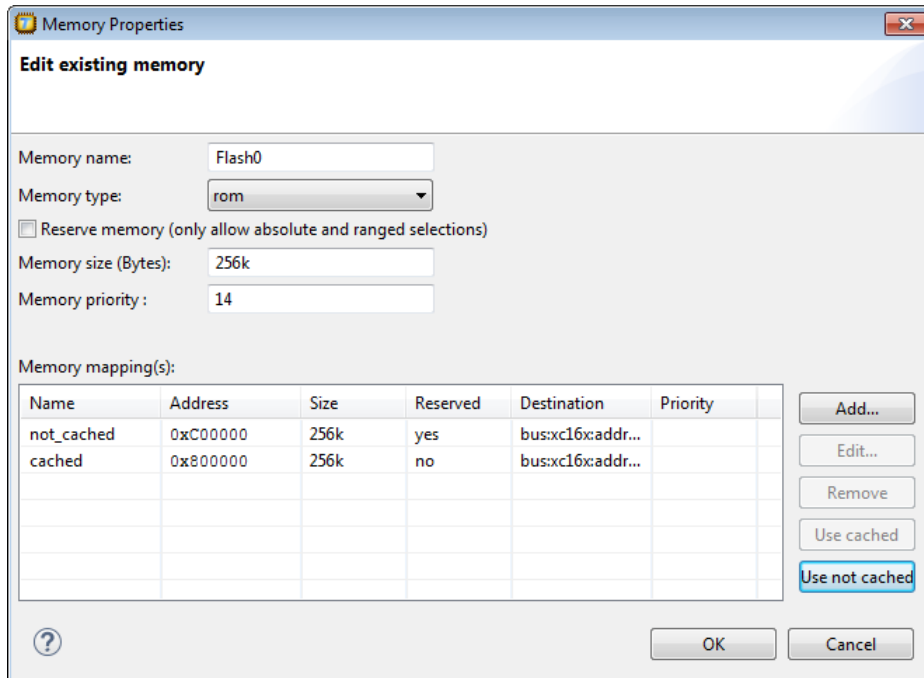 Memory Properties
Edit existing memory
Memory name: Flash0
Memory type: rom
Reserve memory (only allow absolute and ranged selections)
Memory size (Bytes): 256k
Memory priority : 14
Memory mapping(s):
Name Address Size Reserved Destination Priority
not_cached 0xC00000 256k yes bus:xc16x:addr...
cached 0x800000 256k no bus:xc16x:addr...
Add...
Edit...
Remove
Use cached
Use not cached
? OK Cancel